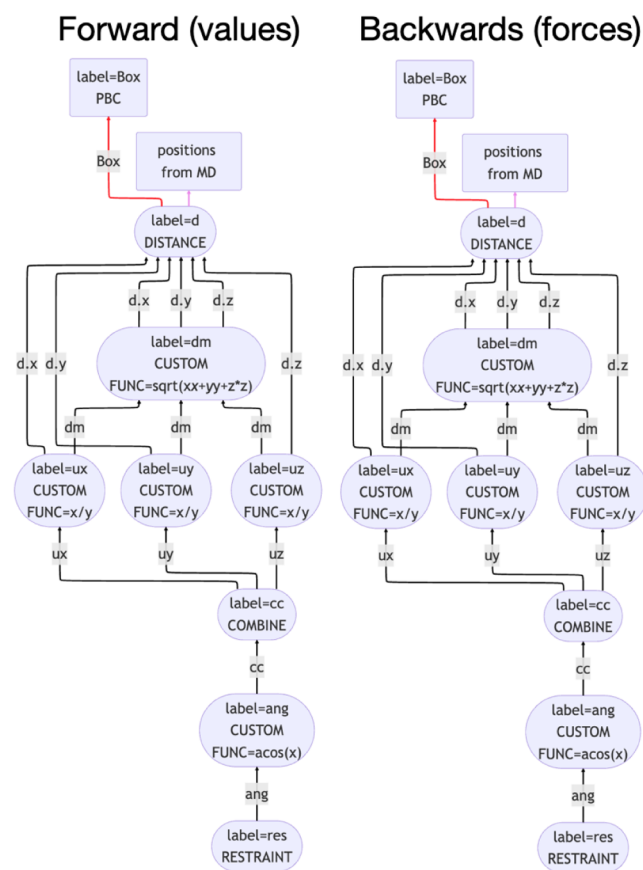 Forward (values)
label=Box
PBC
Box
positions
from MD
label=d
DISTANCE
d.x
d.y
d.z
label=dm
CUSTOM
FUNC=sqrt(xx+yy+z*z)
d.x
d.y
d.z
dm
dm
dm
label=ux
CUSTOM
FUNC=x/y
label=uy
CUSTOM
FUNC=x/y
label=uz
CUSTOM
FUNC=x/y
ux
uy
uz
label=cc
COMBINE
cc
label=ang
CUSTOM
FUNC=acos(x)
ang
label=res
RESTRAINT
Backwards (forces)
label=Box
PBC
Box
positions
from MD
label=d
DISTANCE
d.x
d.y
d.z
label=dm
CUSTOM
FUNC=sqrt(xx+yy+z*z)
d.x
d.y
d.z
dm
dm
dm
label=ux
CUSTOM
FUNC=x/y
label=uy
CUSTOM
FUNC=x/y
label=uz
CUSTOM
FUNC=x/y
ux
uy
uz
label=cc
COMBINE
cc
label=ang
CUSTOM
FUNC=acos(x)
ang
label=res
RESTRAINT